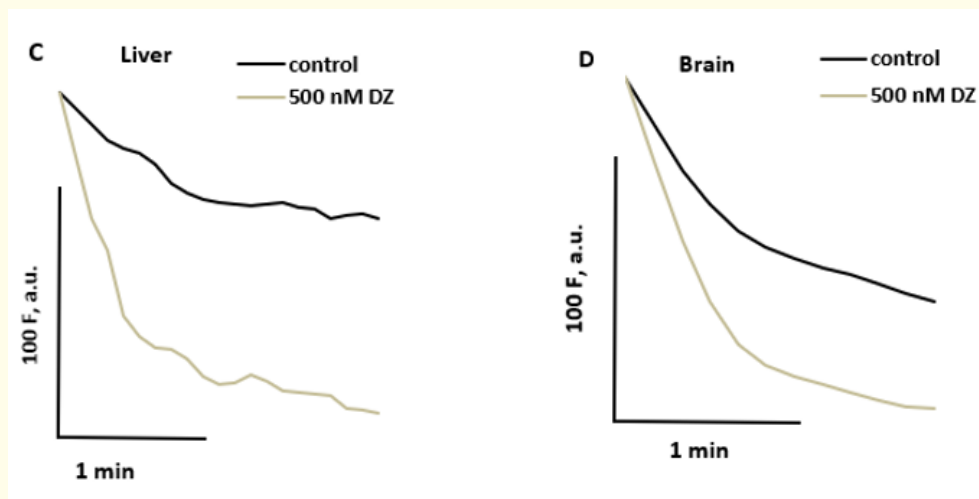 C
Liver
control
500 nM DZ
100 F, a.u.
1 min
D
Brain
control
500 nM DZ
100 F, a.u.
1 min